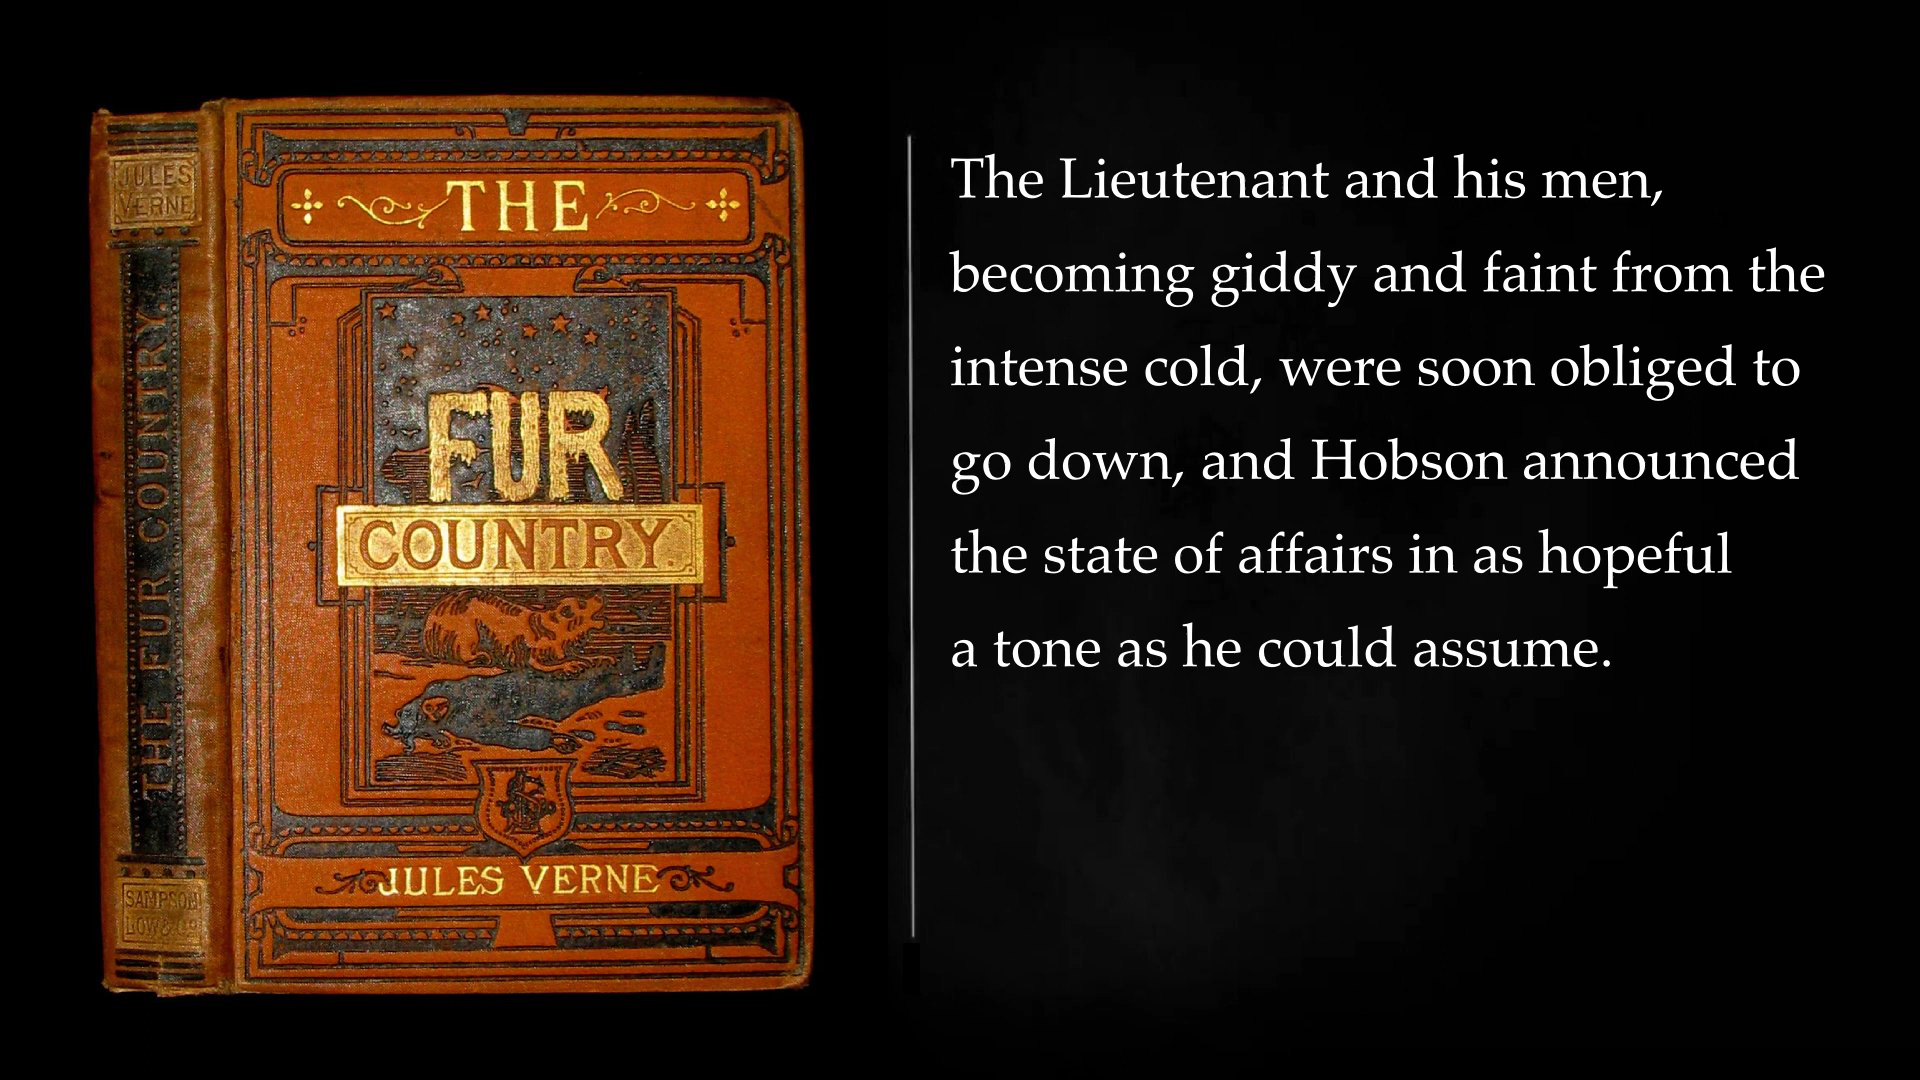 JULES
VERNE
THE FUR COUNTRY.
SAMPSON
LOW & Co
THE
FUR
COUNTRY.
JULES VERNE
The Lieutenant and his men,
becoming giddy and faint from the
intense cold, were soon obliged to
go down, and Hobson announced
the state of affairs in as hopeful
a tone as he could assume.